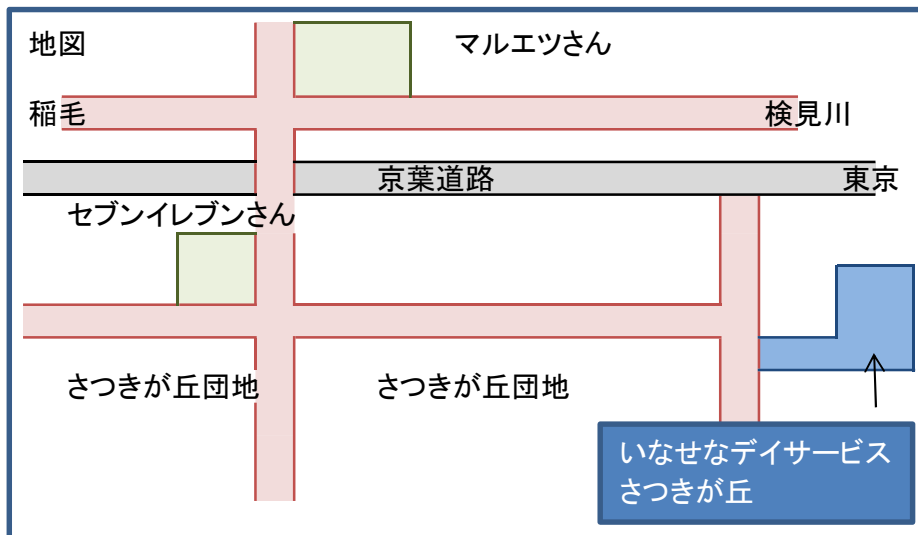 地図
マルエツさん
稲毛
検見川
京葉道路
東京
セブンイレブンさん
さつきが丘団地
さつきが丘団地
いなせなデイサービス
さつきが丘